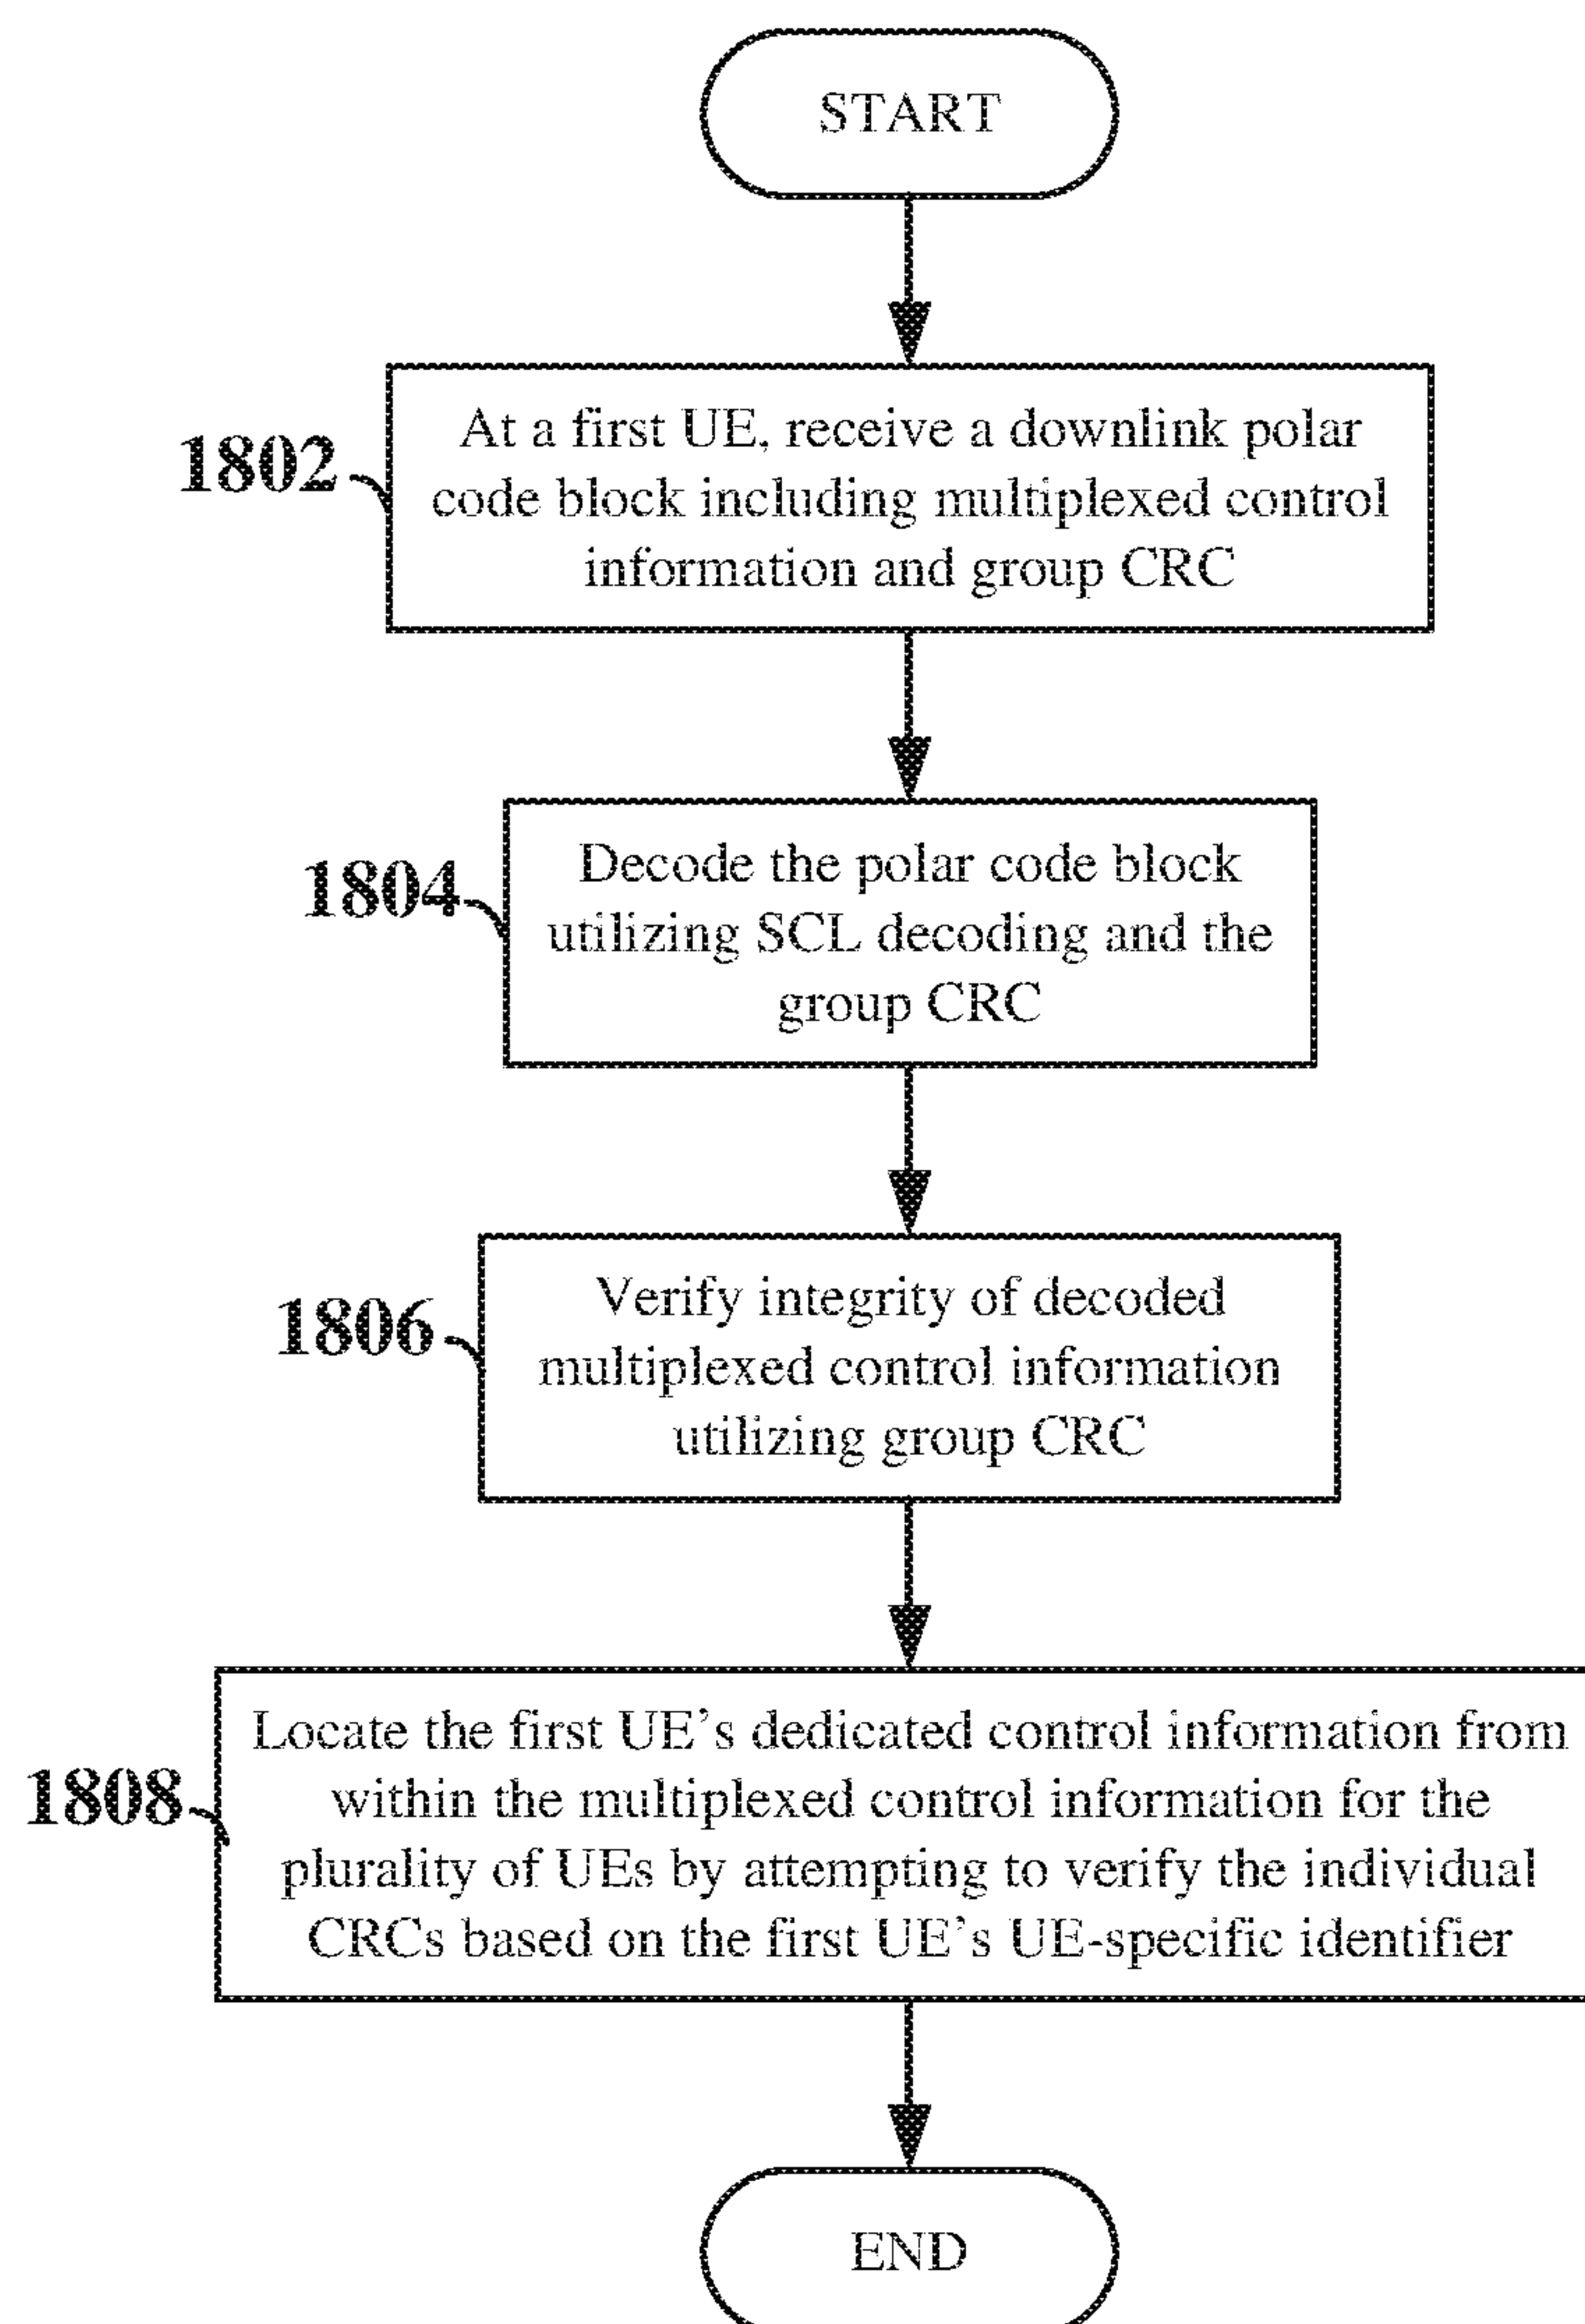 START
1802
At a first UE, receive a downlink polar
code block including multiplexed control
information and group CRC
1804
Decode the polar code block
utilizing SCL decoding and the
group CRC
1806
Verify integrity of decoded
multiplexed control information
utilizing group CRC
1808
Locate the first UE’s dedicated control information from
within the multiplexed control information for the
plurality of UEs by attempting to verify the individual
CRCs based on the first UE’s UE-specific identifier
END